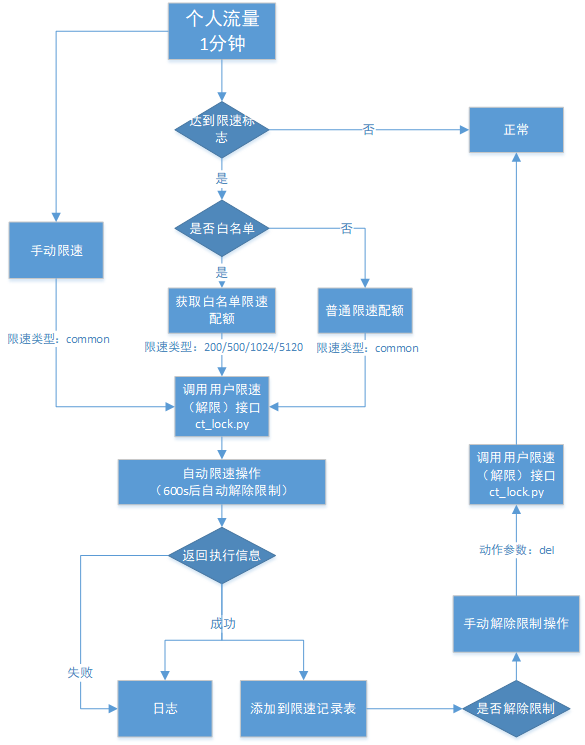 个人流量
1分钟
达到限速标
志
否
正常
是
是否白名单
否
手动限速
是
获取白名单限速
配额
普通限速配额
限速类型：common
限速类型：200/500/1024/5120
限速类型：common
调用用户限速
（解限）接口
ct_lock.py
自动限速操作
（600s后自动解除限制）
调用用户限速
（解限）接口
ct_lock.py
返回执行信息
动作参数：del
成功
手动解除限制操作
失败
日志
添加到限速记录表
是否解除限制